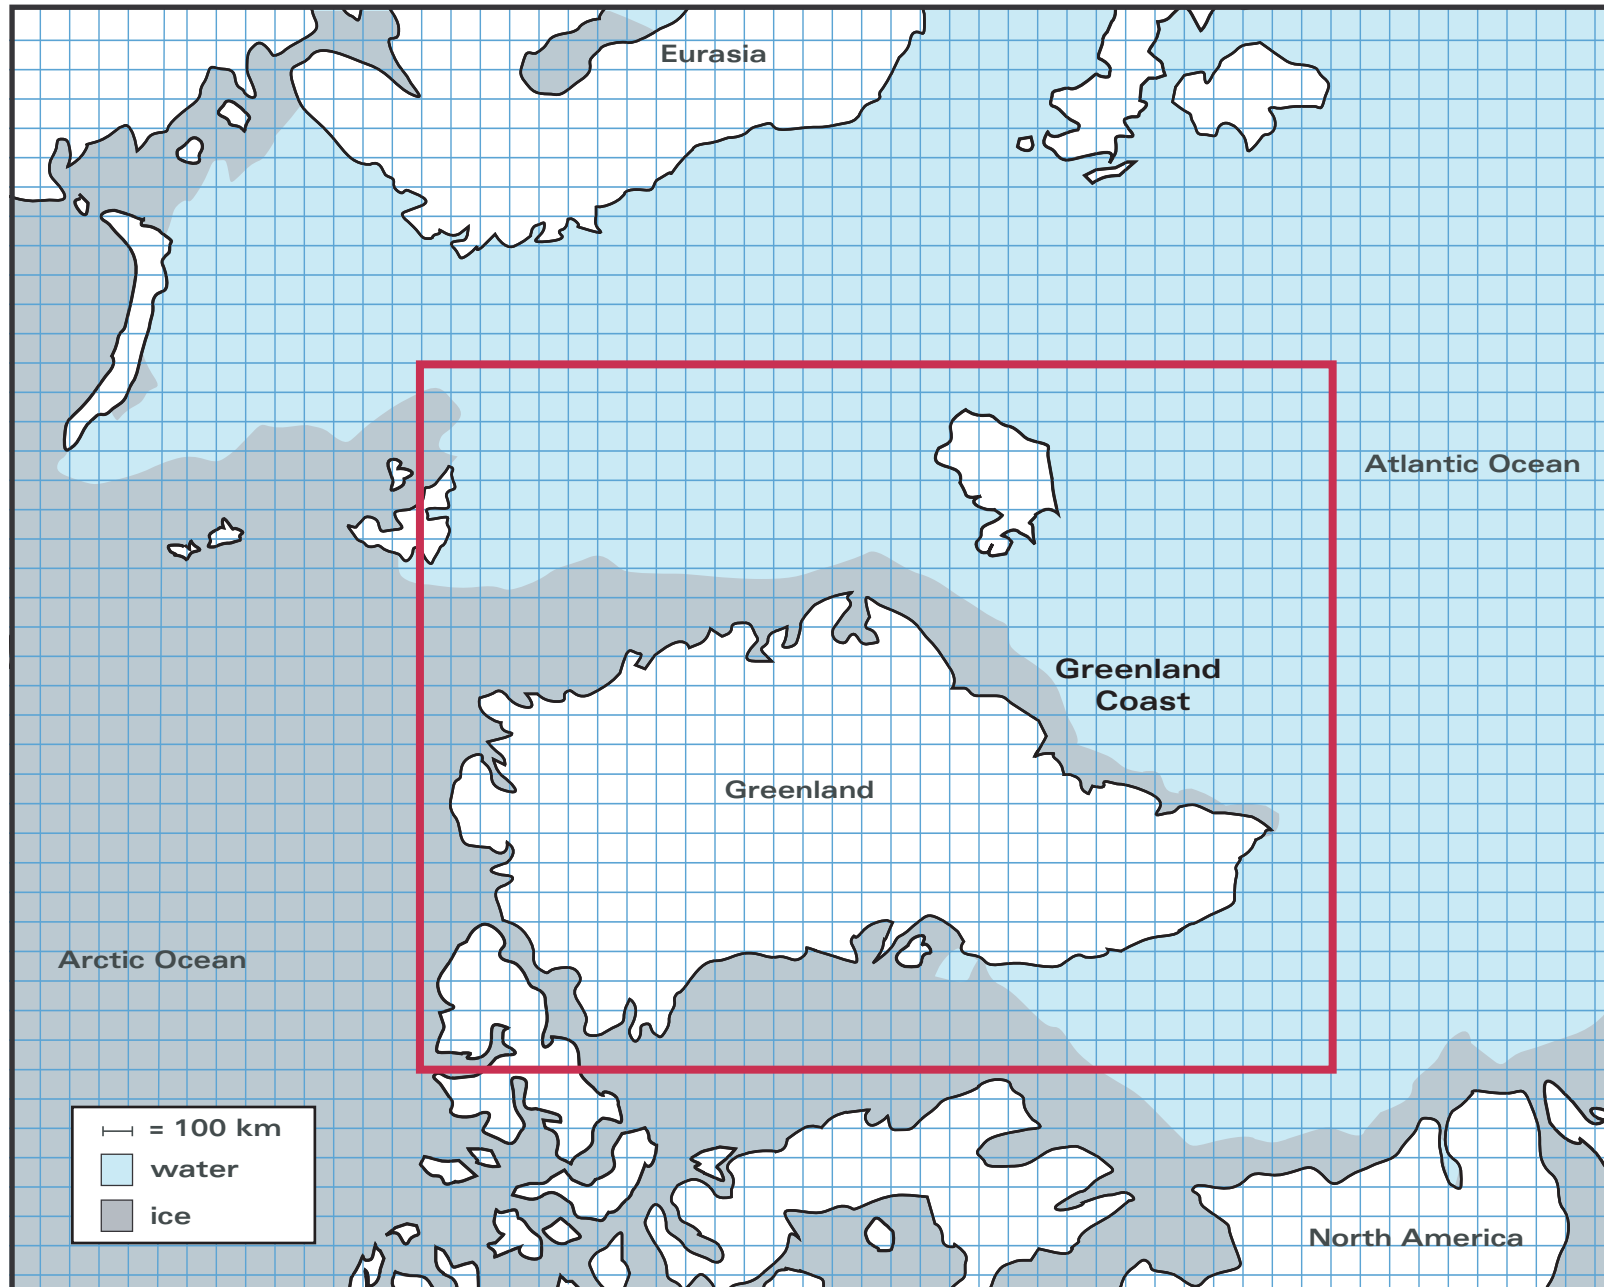 Eurasia
Atlantic Ocean
Greenland
Coast
Greenland
Arctic Ocean
= 100 km
water
ice
North America